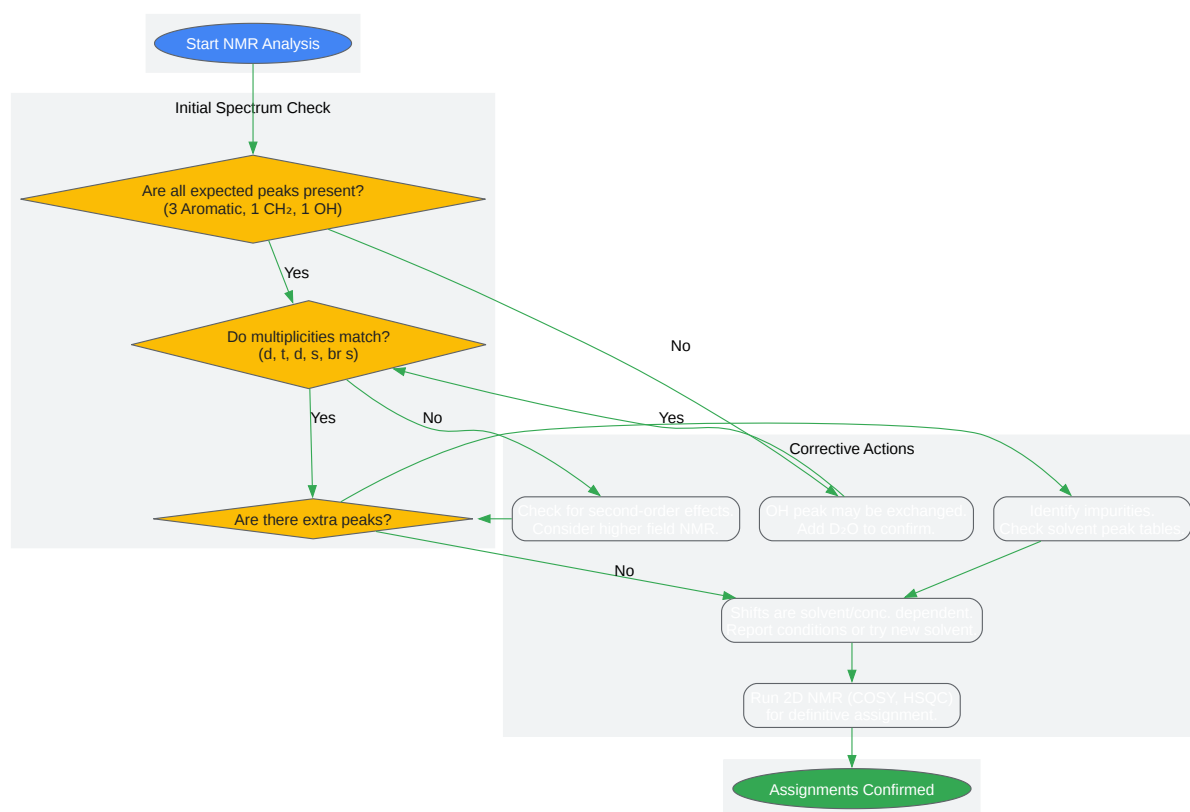 Start NMR Analysis
Initial Spectrum Check
Are all expected peaks present?
(3 Aromatic, 1 CH₂, 1 OH)
Yes
No
Do multiplicities match?
(d, t, d, s, br s)
Yes
No
Yes
Corrective Actions
Are there extra peaks?
Check for second-order effects.
Consider higher field NMR.
OH peak may be exchanged.
Add D₂O to confirm.
Identify impurities.
Check solvent peak tables.
No
Shifts are solvent/conc. dependent.
Report conditions or try new solvent.
Run 2D NMR (COSY, HSQC)
for definitive assignment.
Assignments Confirmed